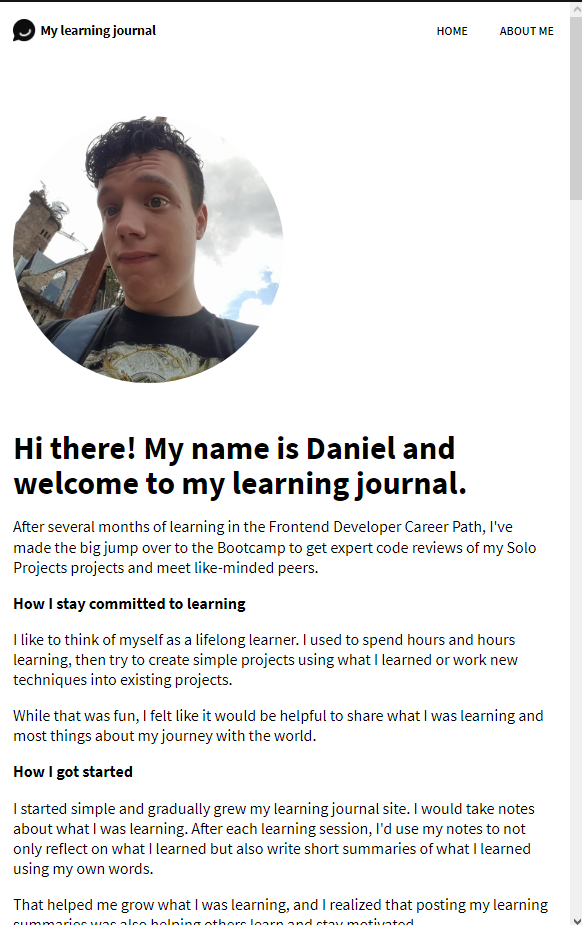 My learning journal
HOME ABOUT ME
Hi there! My name is Daniel and
welcome to my learning journal.
After several months of learning in the Frontend Developer Career Path, I've
made the big jump over to the Bootcamp to get expert code reviews of my Solo
Projects projects and meet like-minded peers.
How I stay committed to learning
I like to think of myself as a lifelong learner. I used to spend hours and hours
learning, then try to create simple projects using what I learned or work new
techniques into existing projects.
While that was fun, I felt like it would be helpful to share what I was learning and
most things about my journey with the world.
How I got started
I started simple and gradually grew my learning journal site. I would take notes
about what I was learning. After each learning session, I'd use my notes to not
only reflect on what I learned but also write short summaries of what I learned
using my own words.
That helped me grow what I was learning, and I realized that posting my learning
summaries was also helping others learn and stay motivated.